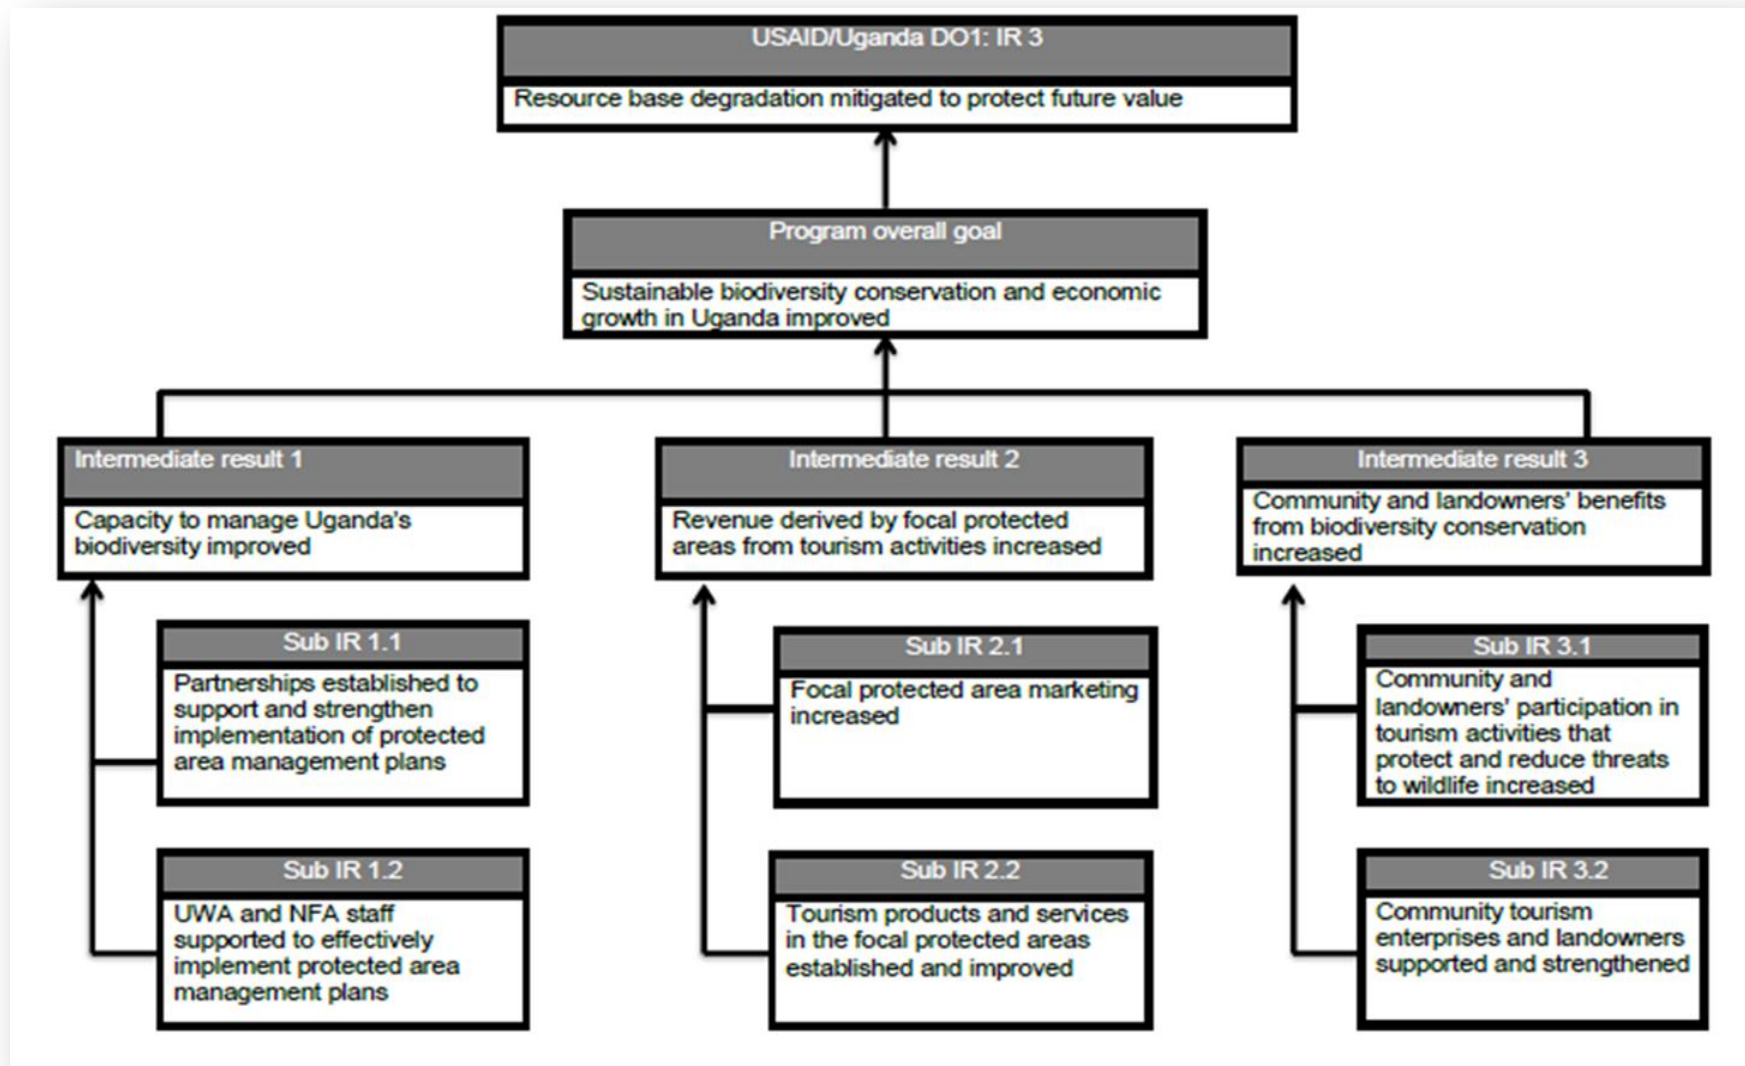 USAID/Uganda DO1: IR 3
Resource base degradation mitigated to protect future value
Program overall goal
Sustainable biodiversity conservation and economic
growth in Uganda improved
Intermediate result 1
Capacity to manage Uganda's
biodiversity improved
Intermediate result 2
Revenue derived by focal protected
areas from tourism activities increased
Intermediate result 3
Community and landowners' benefits
from biodiversity conservation
increased
Sub IR 1.1
Partnerships established to
support and strengthen
implementation of protected
area management plans
Sub IR 2.1
Focal protected area marketing
increased
Sub IR 3.1
Community and
landowners' participation in
tourism activities that
protect and reduce threats
to wildlife increased
Sub IR 1.2
UWA and NFA staff
supported to effectively
implement protected area
management plans
Sub IR 2.2
Tourism products and services
in the focal protected areas
established and improved
Sub IR 3.2
Community tourism
enterprises and landowners
supported and strengthened